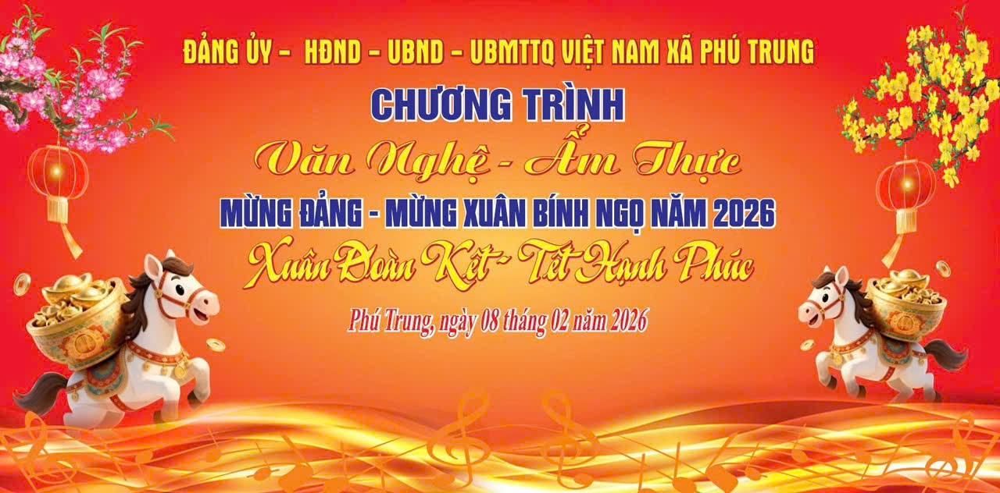 ĐẢNG ỦY – HĐND – UBND – UBMTTQ VIỆT NAM XÃ PHÚ TRUNG
CHƯƠNG TRÌNH
Văn Nghệ - Ẩm Thực
MỪNG ĐẢNG - MỪNG XUÂN BÍNH NGỌ NĂM 2026
Xuân Đoàn Kết - Tết Hạnh Phúc
Phú Trung, ngày 08 tháng 02 năm 2026